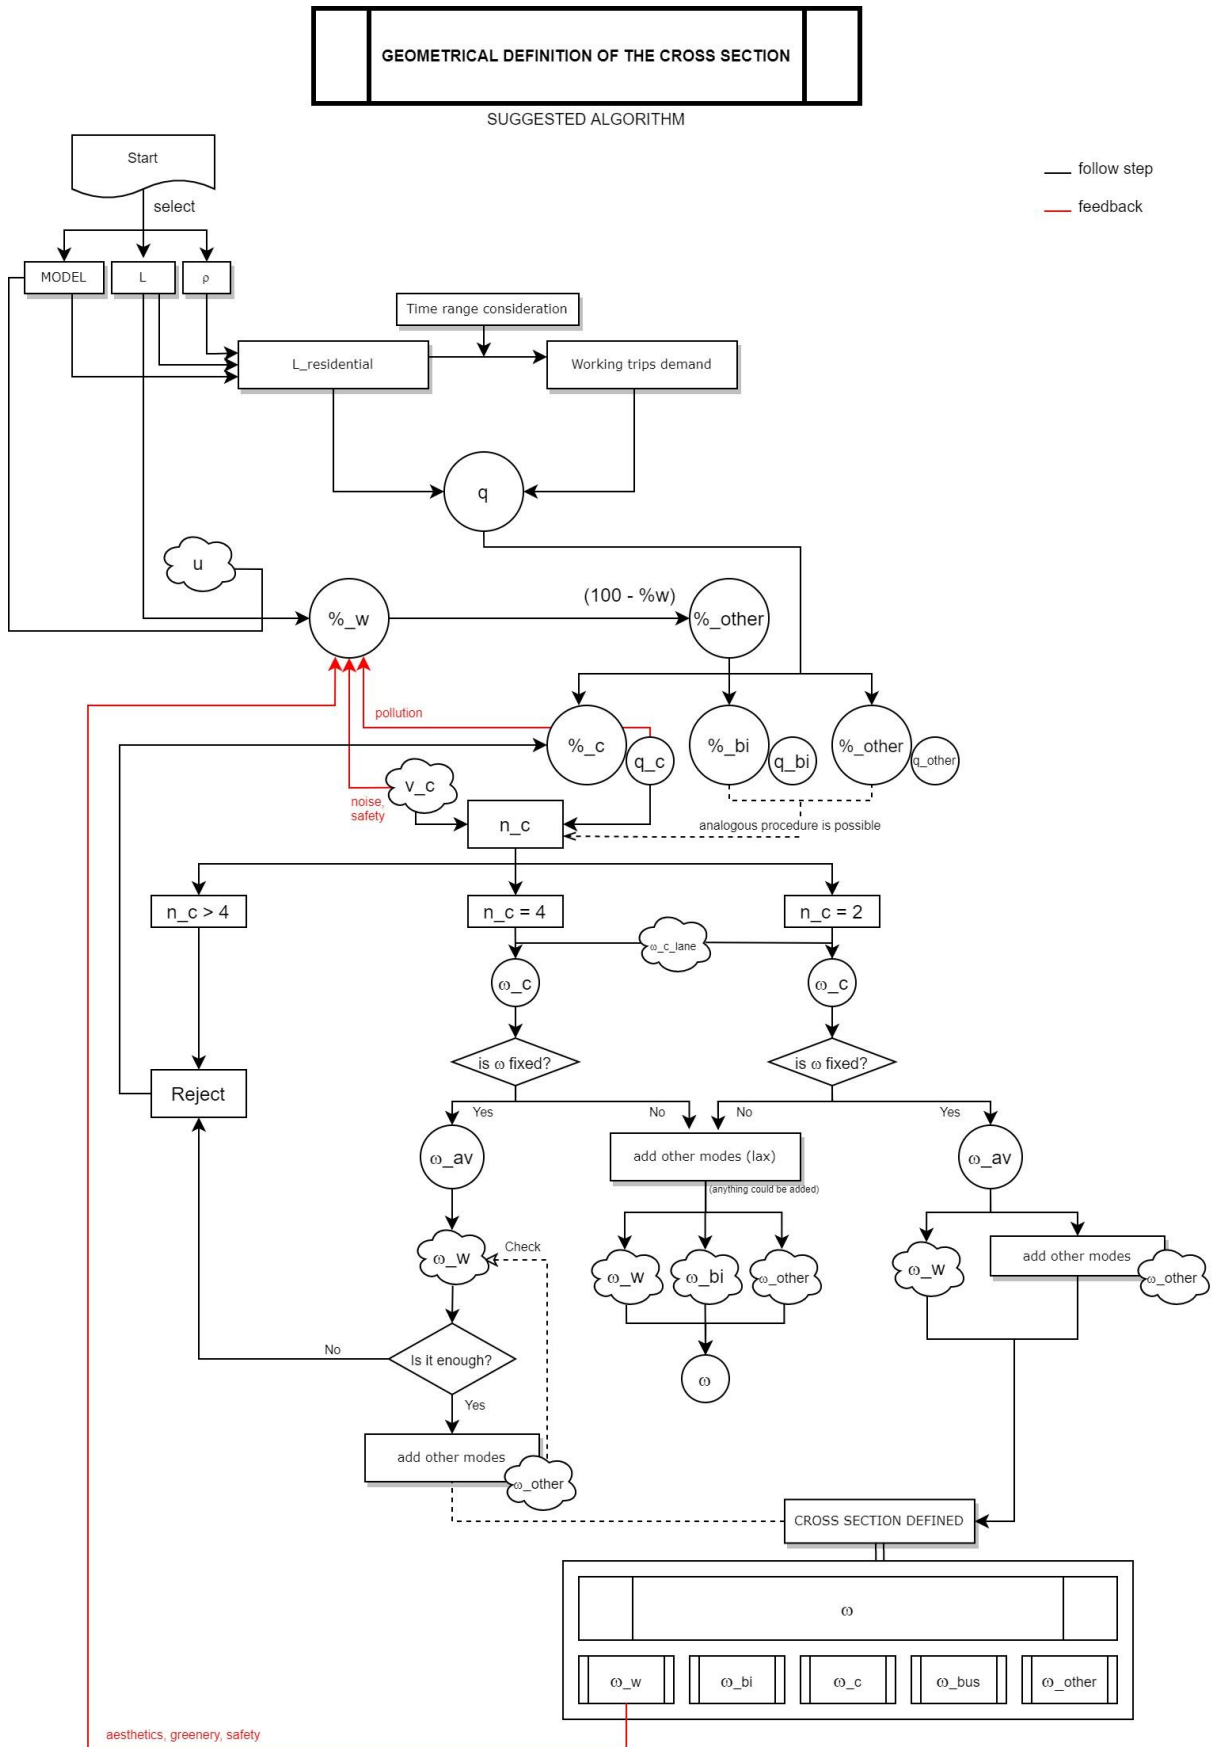 GEOMETRICAL DEFINITION OF THE CROSS SECTION
SUGGESTED ALGORITHM
Start
follow step
select
feedback
MODEL
L
ρ
Time range consideration
L_residential
Working trips demand
q
u
(100 - %w)
%_w
%_other
pollution
%_c
q_c
%_bi
q_bi
%_other
q_other
v_c
noise,
safety
n_c
analogous procedure is possible
n_c > 4
n_c = 4
n_c = 2
ω_c_lane
ω_c
ω_c
is ω fixed?
is ω fixed?
Reject
Yes
No
No
Yes
ω_av
add other modes (lax)
ω_av
(anything could be added)
ω_w
Check
ω_w
ω_bi
ω_other
ω_w
add other modes
ω_other
No
Is it enough?
ω
Yes
add other modes
ω_other
CROSS SECTION DEFINED
ω
ω_w
ω_bi
ω_c
ω_bus
ω_other
aesthetics, greenery, safety